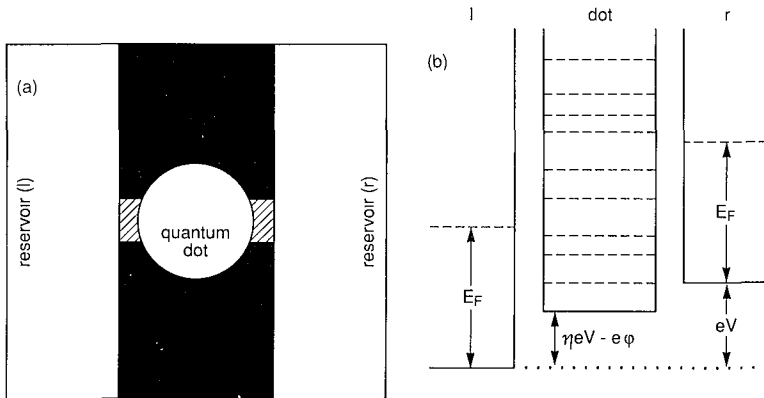 (a)
reservoir (l)
quantum
dot
reservoir (r)
(b)
l
dot
r
E_F
ηeV - eφ
E_F
eV